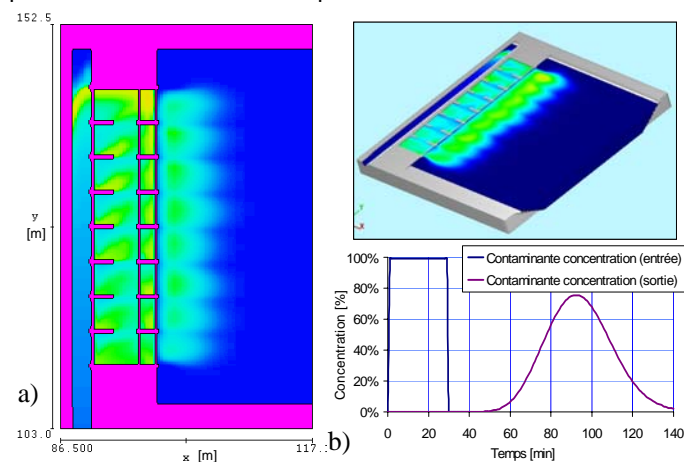 152.5
y
[m]
a)
103.0
86.500
x [m]
117.
y
x
Contaminante concentration (entrée)
Contaminante concentration (sortie)
Concentration [%]
100%
80%
60%
40%
20%
0%
0 20 40 60 80 100 120 140
Temps [min]
b)